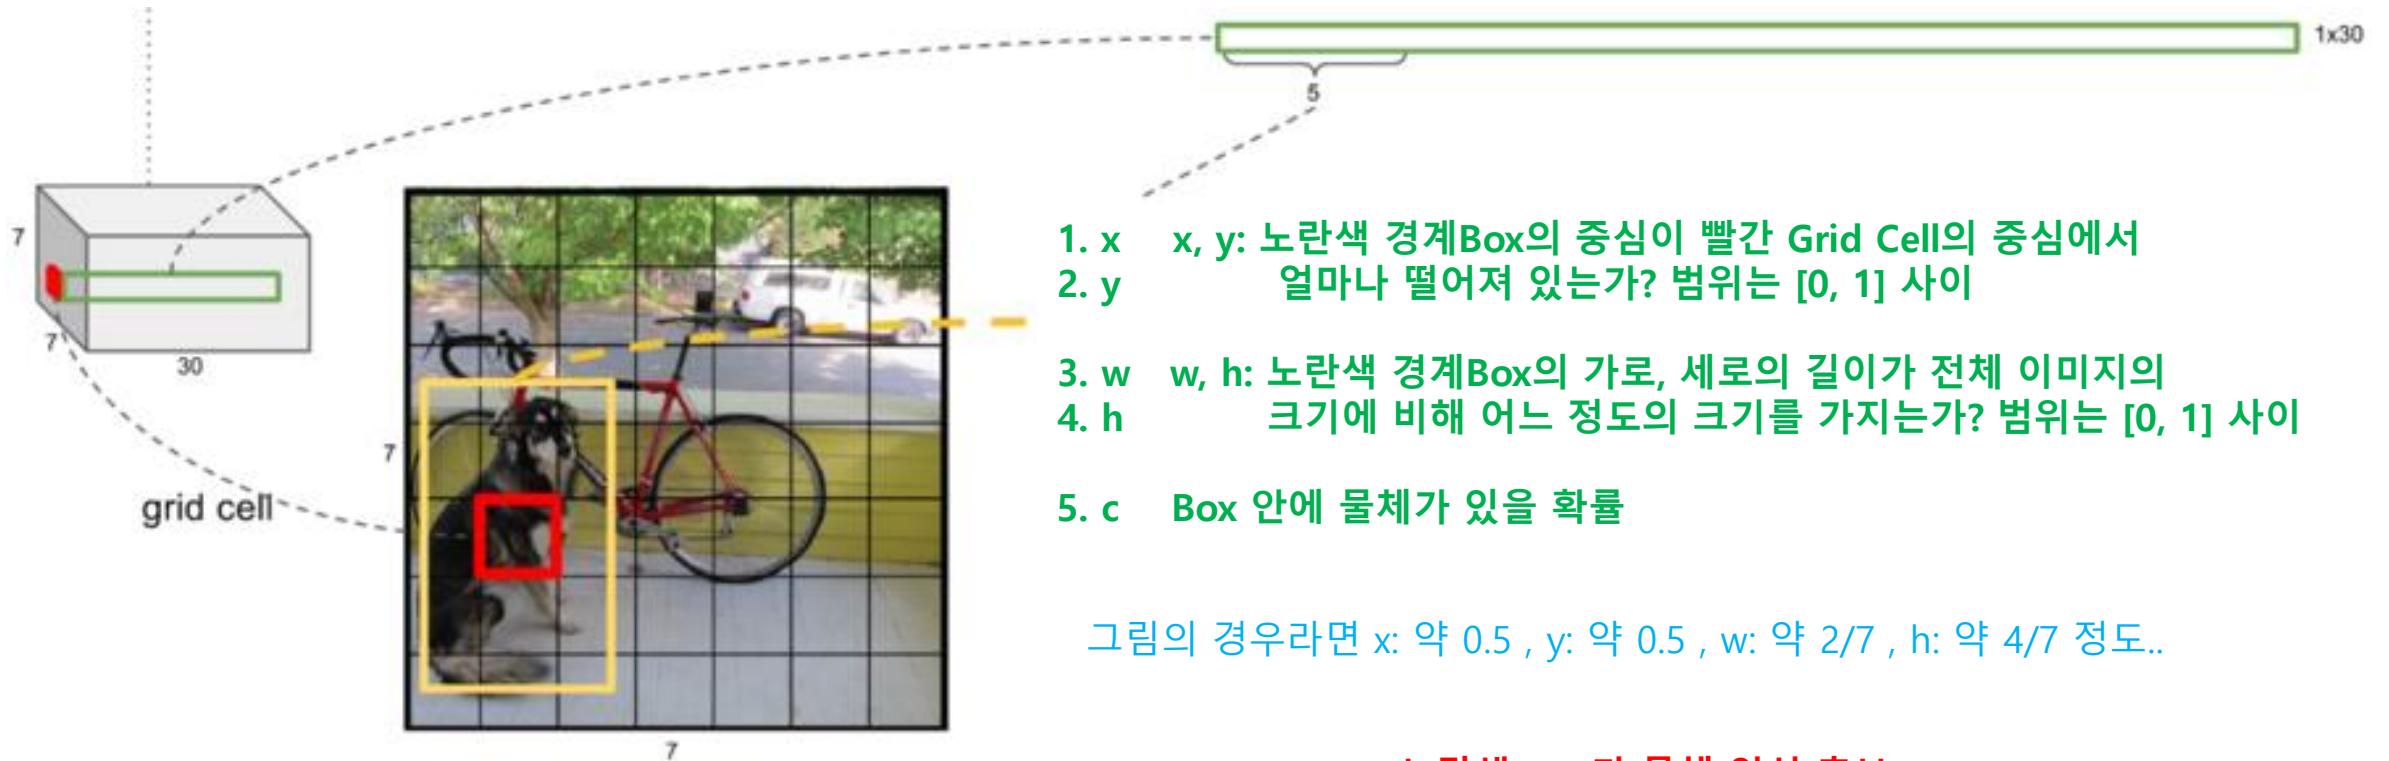 1x30
5
7
7
30
grid cell
7
7
1. x x, y: 노란색 경계Box의 중심이 빨간 Grid Cell의 중심에서
2. y 얼마나 떨어져 있는가? 범위는 [0, 1] 사이
3. w w, h: 노란색 경계Box의 가로, 세로의 길이가 전체 이미지의
4. h 크기에 비해 어느 정도의 크기를 가지는가? 범위는 [0, 1] 사이
5. c Box 안에 물체가 있을 확률
그림의 경우라면 x: 약 0.5 , y: 약 0.5 , w: 약 2/7 , h: 약 4/7 정도..